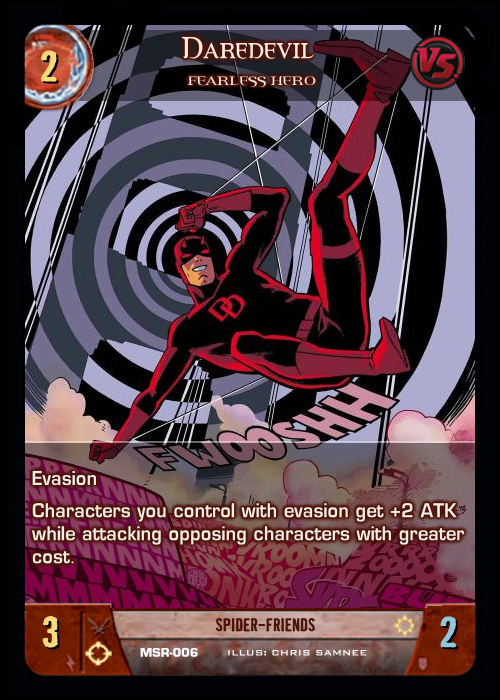 2
DAREDEVIL
VS
FEARLESS HERO
DD
FWOOSHH
Evasion
Characters you control with evasion get +2 ATK
while attacking opposing characters with greater
cost.
3
SPIDER-FRIENDS
2
MSR-006 ILLUS: CHRIS SAMNEE